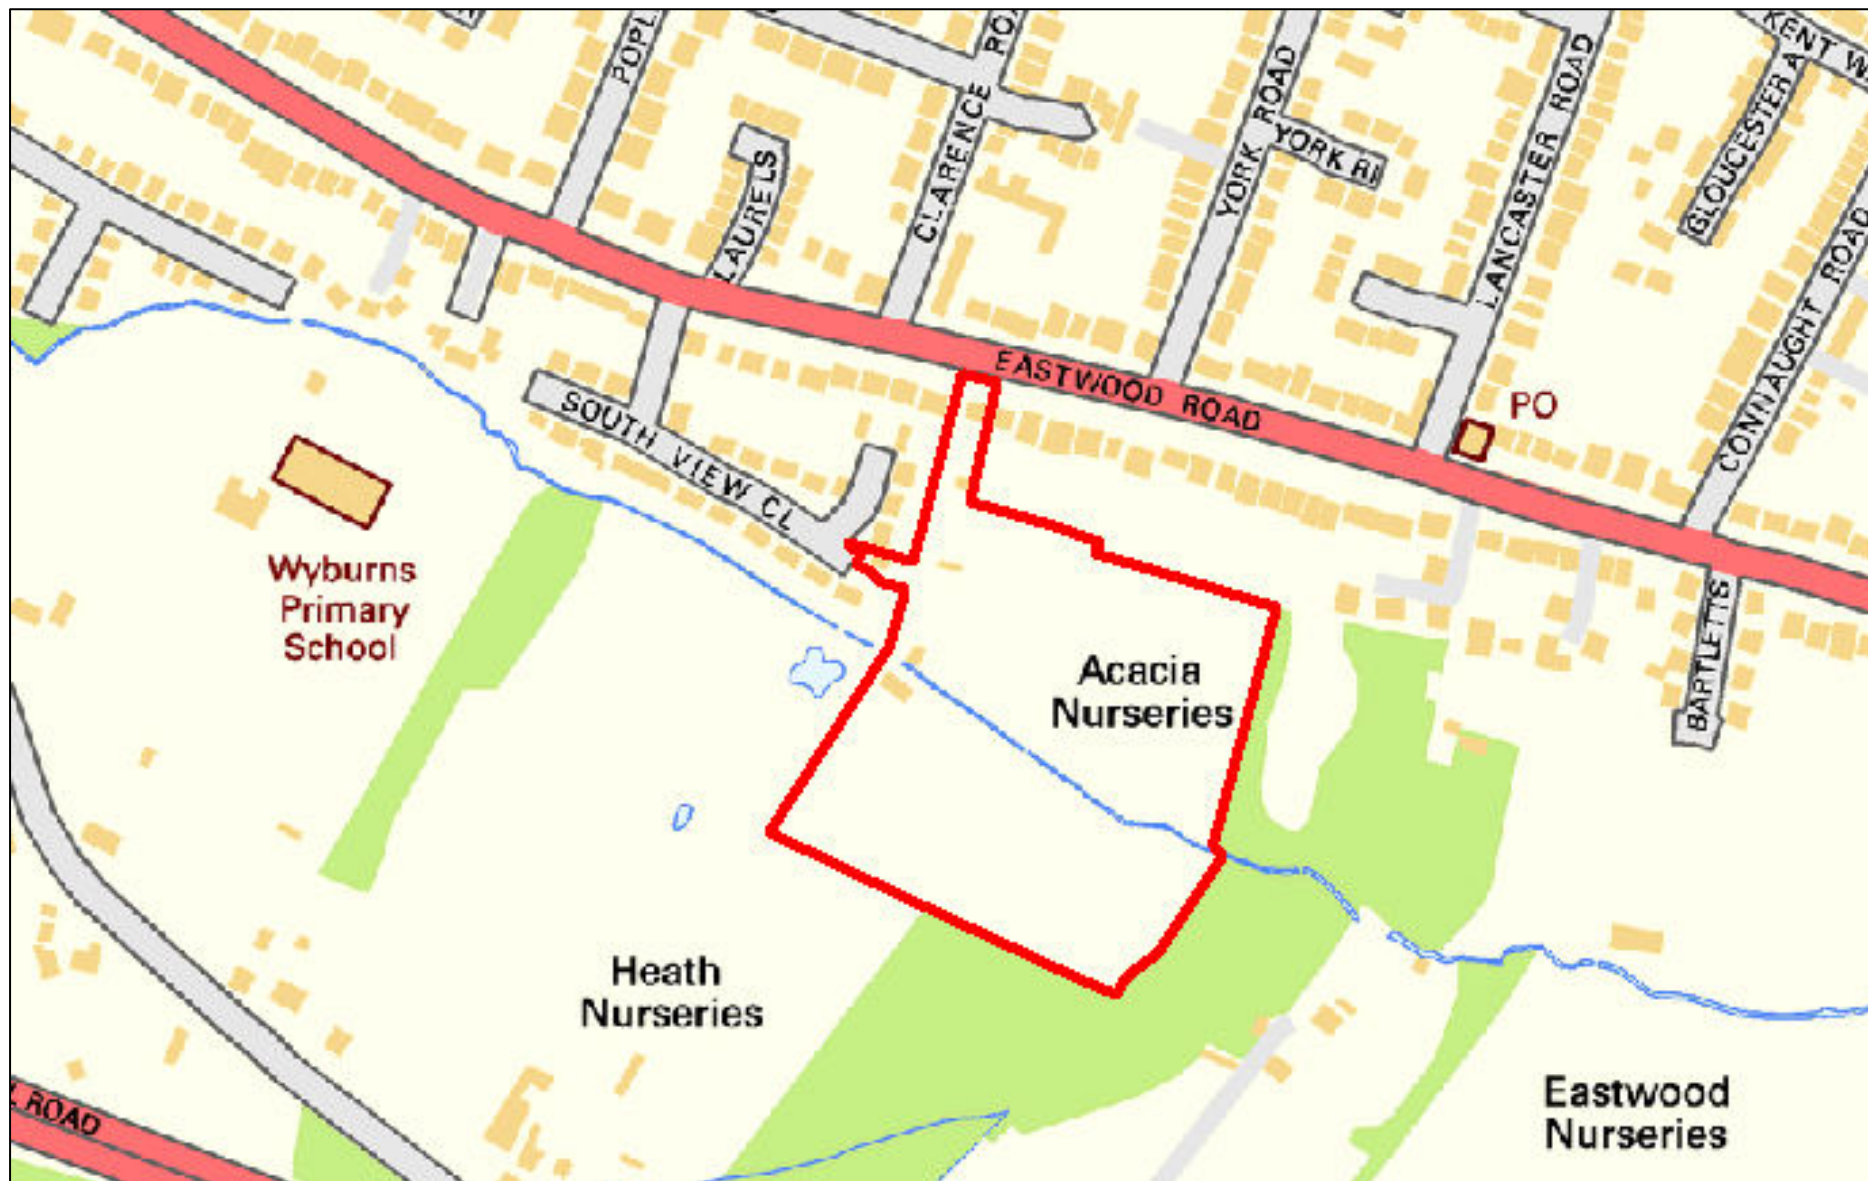 POPL
LAURELS
CLARENCE RO
YORK ROAD
YORK RI
LANCASTER ROAD
GLOUCESTER A
KENT W
CONNAUGHT ROAD
EASTWOOD ROAD
PO
SOUTH VIEW CL
BARTLETTS
Wyburns
Primary
School
Acacia
Nurseries
Heath
Nurseries
Eastwood
Nurseries
L ROAD